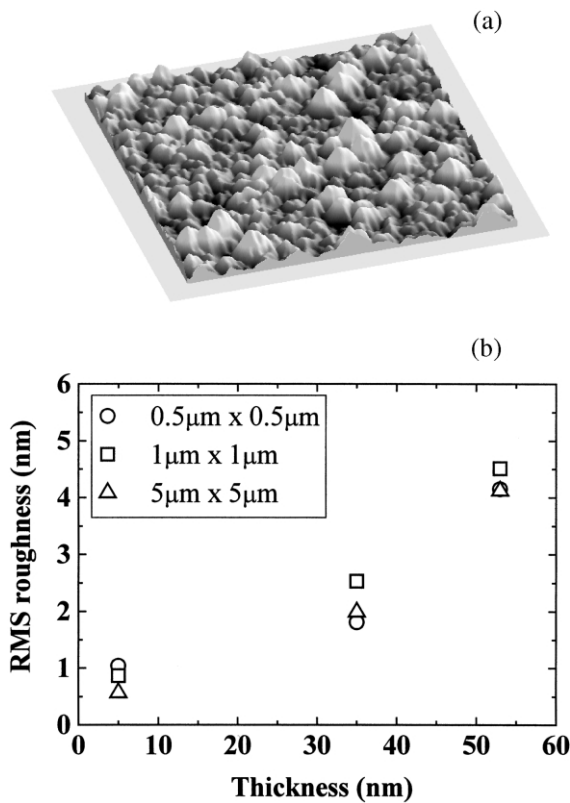 (a)
(b)
6
5
4
3
2
1
0
RMS roughness (nm)
0.5μm x 0.5μm
1μm x 1μm
5μm x 5μm
0 10 20 30 40 50 60
Thickness (nm)